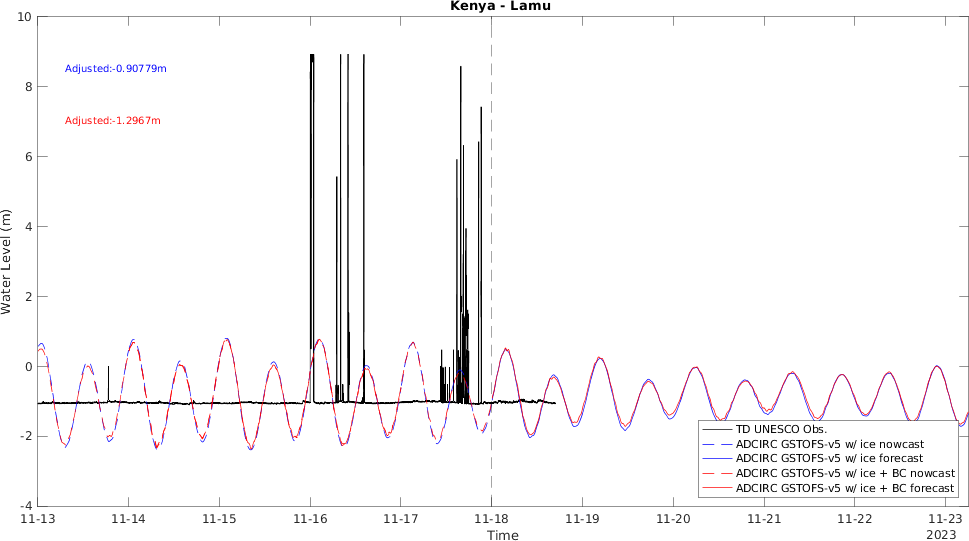 Kenya - Lamu
10
8
6
4
2
0
-2
-4
Water Level (m)
Adjusted:-0.90779m
Adjusted:-1.2967m
TD UNESCO Obs.
ADCIRC GSTOFS-v5 w/ ice nowcast
ADCIRC GSTOFS-v5 w/ ice forecast
ADCIRC GSTOFS-v5 w/ ice + BC nowcast
ADCIRC GSTOFS-v5 w/ ice + BC forecast
11-13 11-14 11-15 11-16 11-17 11-18 11-19 11-20 11-21 11-22 11-23
Time
2023